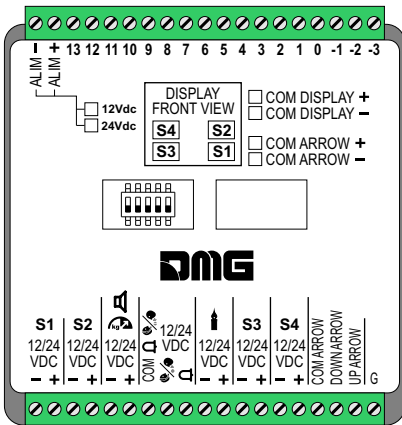 - + 13 12 11 10 9 8 7 6 5 4 3 2 1 0 -1 -2 -3
ALIM ALIM
12Vdc
24Vdc
DISPLAY
FRONT VIEW
S4 S2
S3 S1
COM DISPLAY +
COM DISPLAY -
COM ARROW +
COM ARROW -
DMG
S1 S2 S3 S4
kg
12/24 VDC - +
12/24 VDC - +
12/24 VDC - +
COM
12/24 VDC
12/24 VDC - +
12/24 VDC - +
12/24 VDC - +
COM ARROW
DOWN ARROW
UP ARROW
G